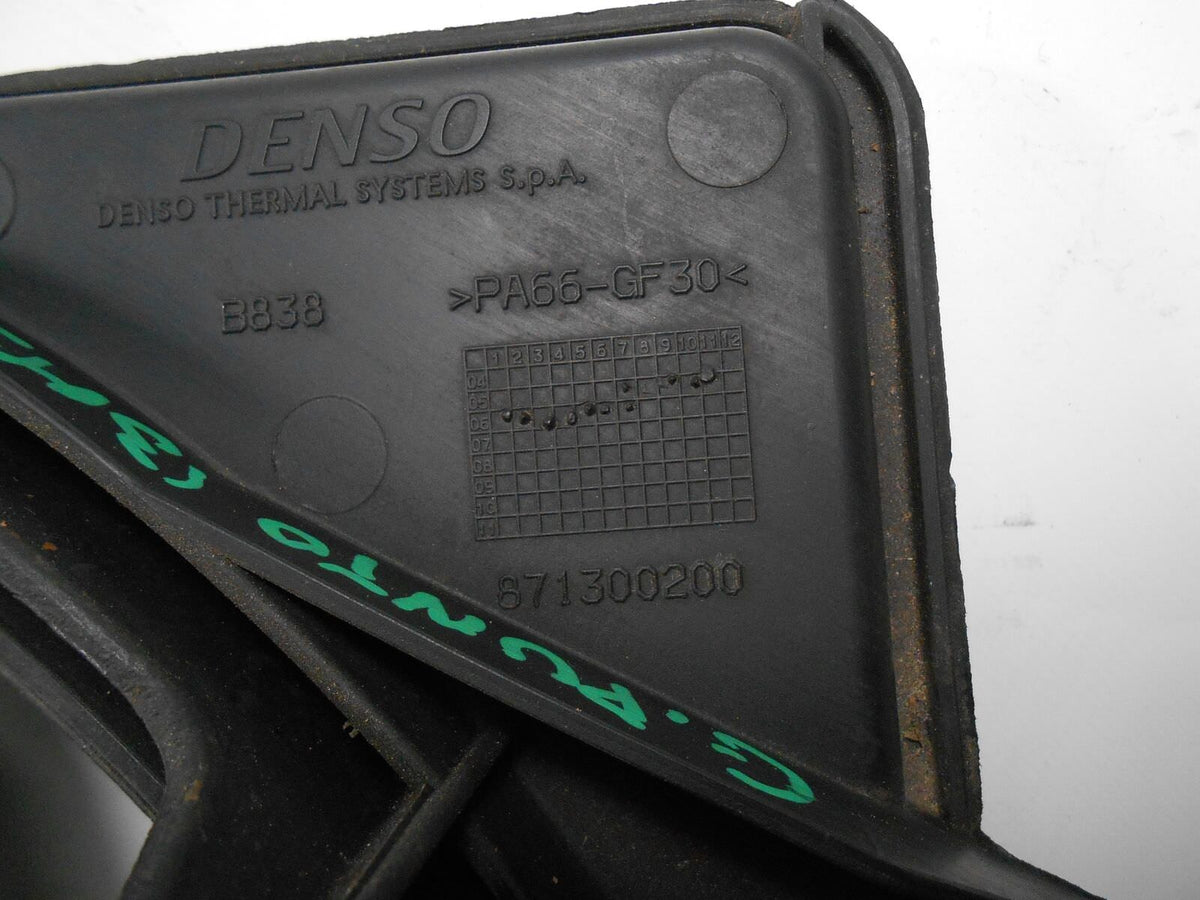 DENSO
DENSO THERMAL SYSTEMS S.p.A.
B838
>PA66-GF30<
1 2 3 4 5 6 7 8 9 10 11 12
04
05
06
07
08
09
10
11
871300200
G. PUNTO